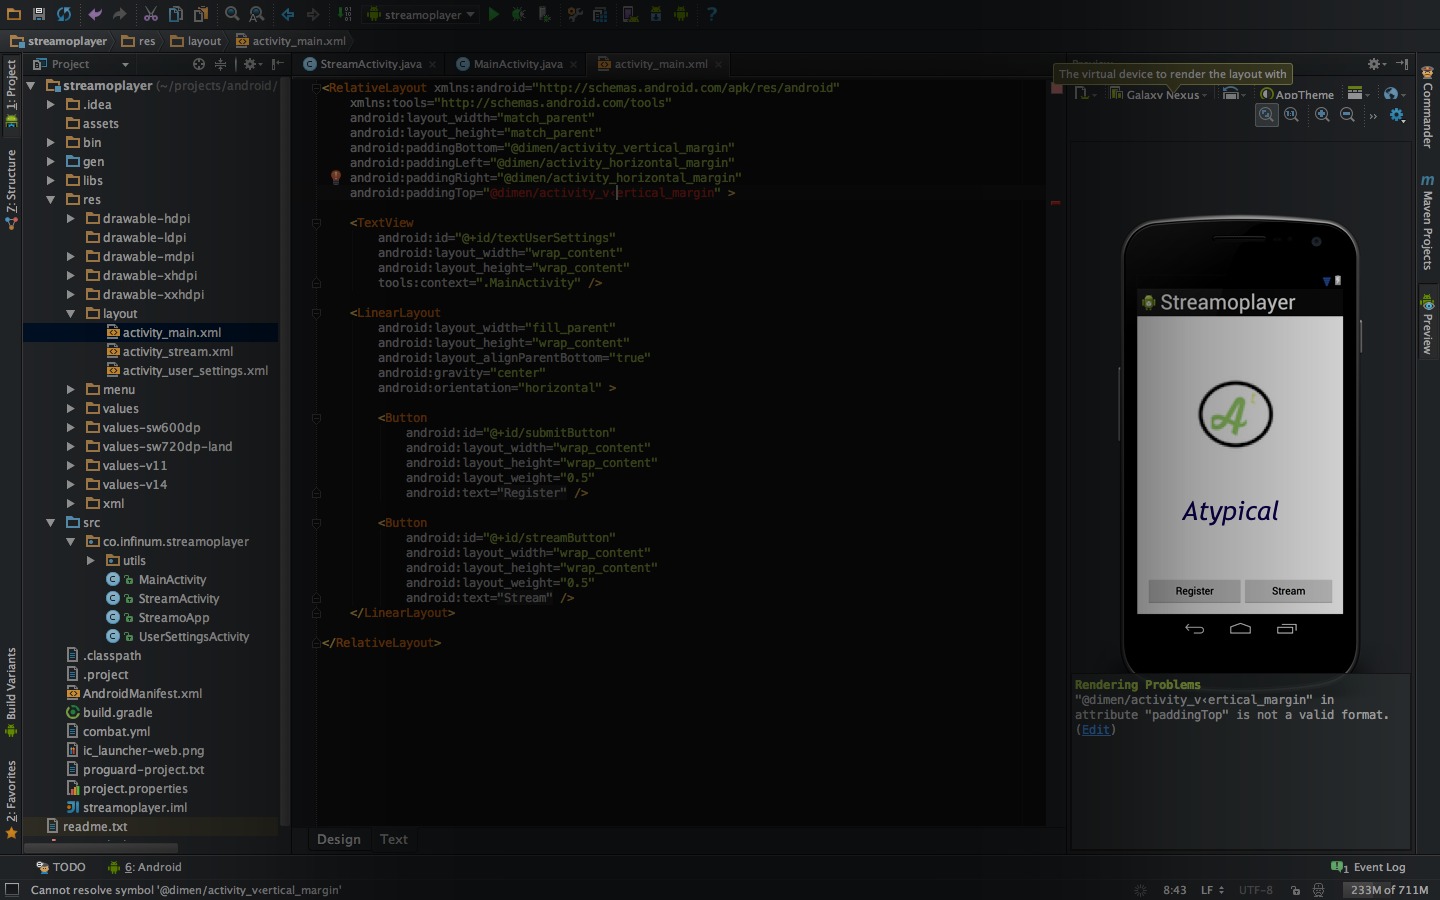 streamoplayer
streamoplayer res layout activity_main.xml
Project
StreamActivity.java MainActivity.java activity_main.xml
The virtual device to render the layout with
Galaxy Nexus AppTheme
1: Project
Z: Structure
Build Variants
2: Favorites
streamoplayer (~/projects/android/
.idea
assets
bin
gen
libs
res
drawable-hdpi
drawable-ldpi
drawable-mdpi
drawable-xhdpi
drawable-xxhdpi
layout
activity_main.xml
activity_stream.xml
activity_user_settings.xml
menu
values
values-sw600dp
values-sw720dp-land
values-v11
values-v14
xml
src
co.infinum.streamoplayer
utils
MainActivity
StreamActivity
StreamoApp
UserSettingsActivity
.classpath
.project
AndroidManifest.xml
build.gradle
combat.yml
ic_launcher-web.png
proguard-project.txt
project.properties
streamoplayer.iml
readme.txt
<RelativeLayout xmlns:android="http://schemas.android.com/apk/res/android"
xmlns:tools="http://schemas.android.com/tools"
android:layout_width="match_parent"
android:layout_height="match_parent"
android:paddingBottom="@dimen/activity_vertical_margin"
android:paddingLeft="@dimen/activity_horizontal_margin"
android:paddingRight="@dimen/activity_horizontal_margin"
android:paddingTop="@dimen/activity_v‹ertical_margin" >
<TextView
android:id="@+id/textUserSettings"
android:layout_width="wrap_content"
android:layout_height="wrap_content"
tools:context=".MainActivity" />
<LinearLayout
android:layout_width="fill_parent"
android:layout_height="wrap_content"
android:layout_alignParentBottom="true"
android:gravity="center"
android:orientation="horizontal" >
<Button
android:id="@+id/submitButton"
android:layout_width="wrap_content"
android:layout_height="wrap_content"
android:layout_weight="0.5"
android:text="Register" />
<Button
android:id="@+id/streamButton"
android:layout_width="wrap_content"
android:layout_height="wrap_content"
android:layout_weight="0.5"
android:text="Stream" />
</LinearLayout>
</RelativeLayout>
Design Text
Streamoplayer
A
t
Atypical
Register Stream
Rendering Problems
"@dimen/activity_v‹ertical_margin" in
attribute "paddingTop" is not a valid format.
(Edit)
Commander
Maven Projects
Preview
TODO 6: Android
1 Event Log
Cannot resolve symbol '@dimen/activity_v‹ertical_margin'
8:43 LF UTF-8 233M of 711M